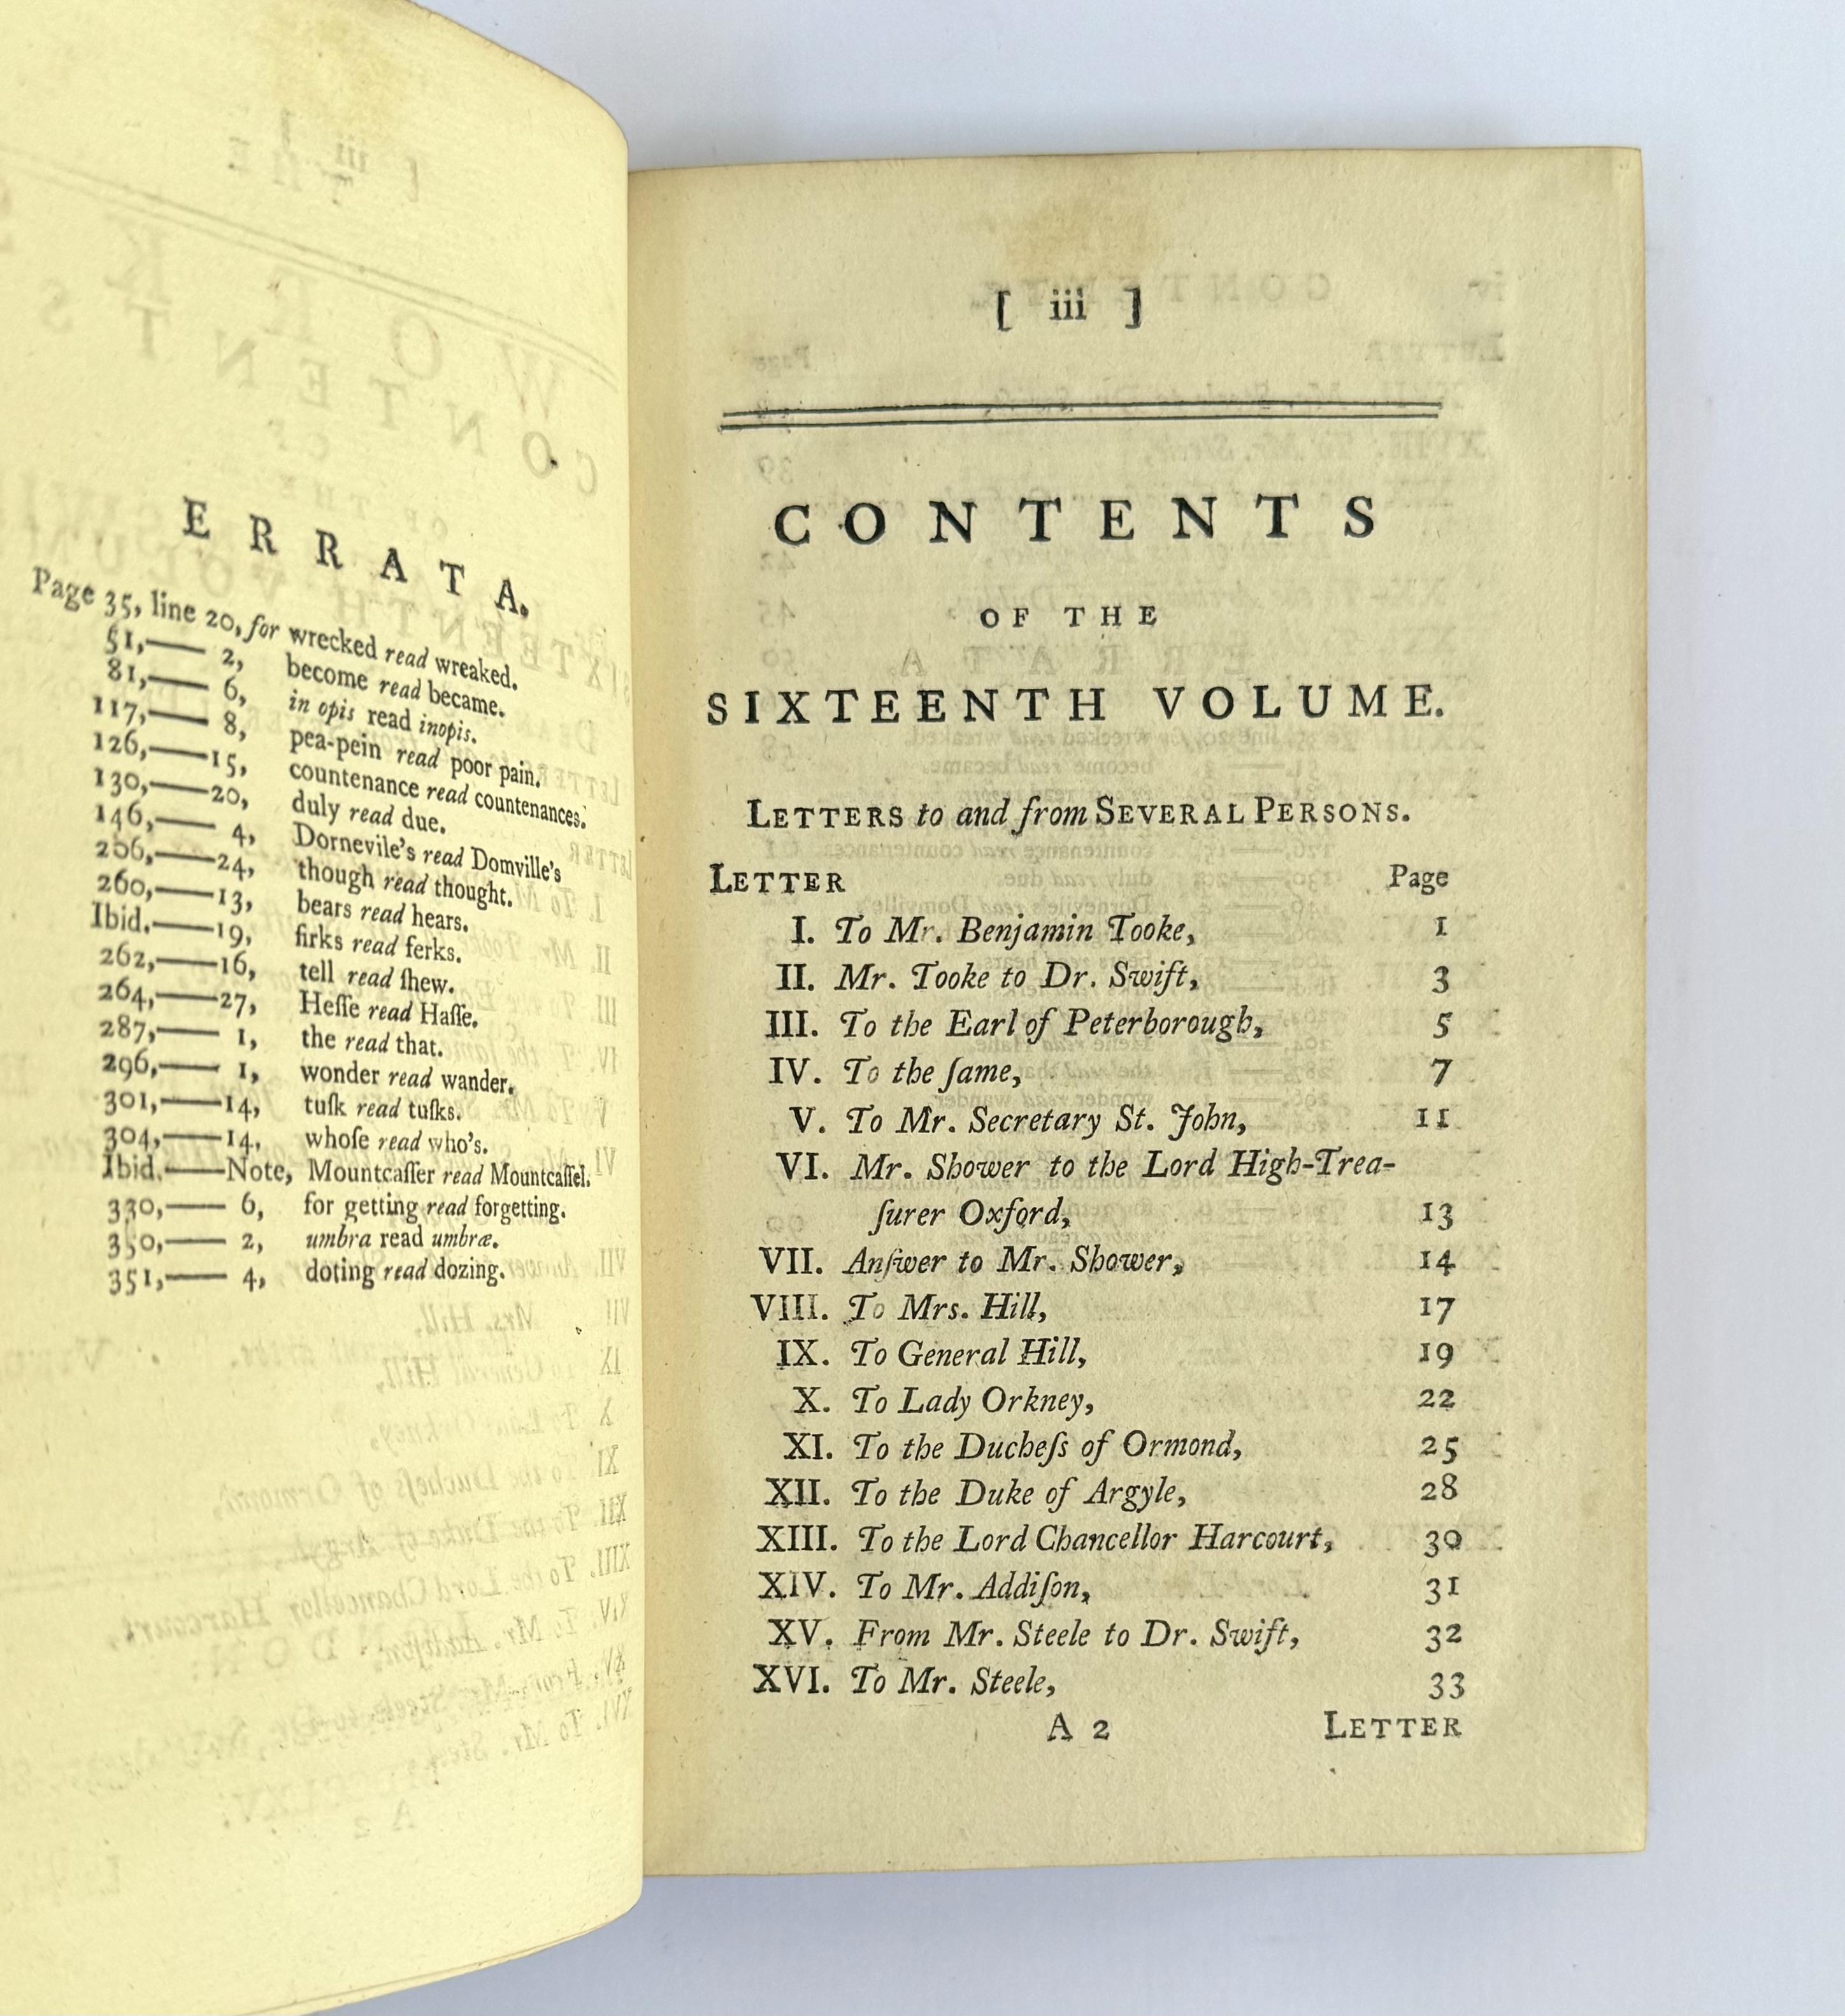 ERRATA.
Page 35, line 20, for wrecked read wreaked.
51,—— 2, become read became.
81,—— 6, in opis read inopis.
117,—— 8, pea-pein read poor pain.
126,——15, countenance read countenances.
130,——20, duly read due.
146,—— 4, Dornevile's read Domville's
206,——24, though read thought.
260,——13, bears read hears.
Ibid.——19, firks read ferks.
262,——16, tell read ſhew.
264,——27, Heſſe read Haſſe.
287,—— 1, the read that.
296,—— 1, wonder read wander.
301,——14, tuſk read tuſks.
304,——14, whoſe read who's.
Ibid.——Note, Mountcaſſer read Mountcaſſel.
330,—— 6, for getting read forgetting.
350,—— 2, umbra read umbræ.
351,—— 4, doting read dozing.
[ iii ]
CONTENTS
OF THE
SIXTEENTH VOLUME.
LETTERS to and from SEVERAL PERSONS.
LETTER Page
I. To Mr. Benjamin Tooke, 1
II. Mr. Tooke to Dr. Swift, 3
III. To the Earl of Peterborough, 5
IV. To the ſame, 7
V. To Mr. Secretary St. John, 11
VI. Mr. Shower to the Lord High-Trea-
ſurer Oxford, 13
VII. Anſwer to Mr. Shower, 14
VIII. To Mrs. Hill, 17
IX. To General Hill, 19
X. To Lady Orkney, 22
XI. To the Ducheſs of Ormond, 25
XII. To the Duke of Argyle, 28
XIII. To the Lord Chancellor Harcourt, 30
XIV. To Mr. Addiſon, 31
XV. From Mr. Steele to Dr. Swift, 32
XVI. To Mr. Steele, 33
A 2 LETTER